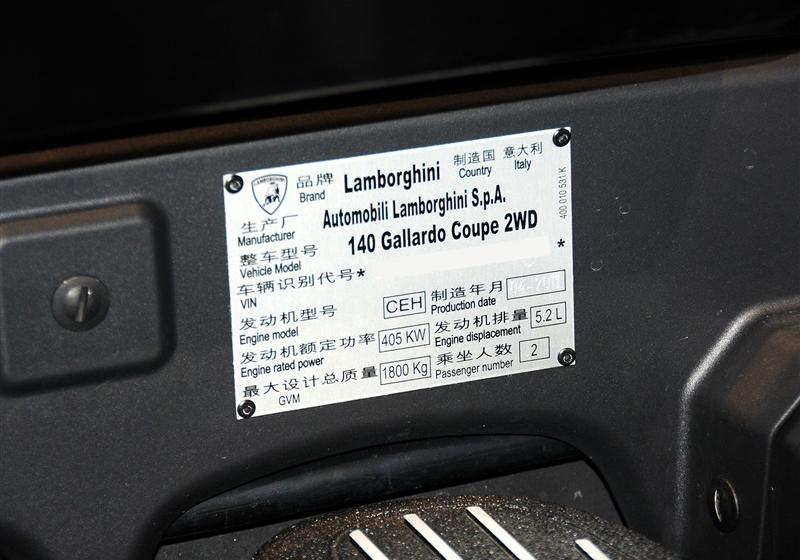 LAMBORGHINI
品牌 Lamborghini 制造国 意大利
Brand Country Italy
生产厂 Automobili Lamborghini S.p.A.
Manufacturer
整车型号 140 Gallardo Coupe 2WD
Vehicle Model
车辆识别代号* *
VIN
发动机型号 CEH 制造年月
Engine model Production date
发动机额定功率 405 KW 发动机排量 5.2 L
Engine rated power Engine displacement
最大设计总质量 1800 Kg 乘坐人数 2
GVM Passenger number
400 010 531 K